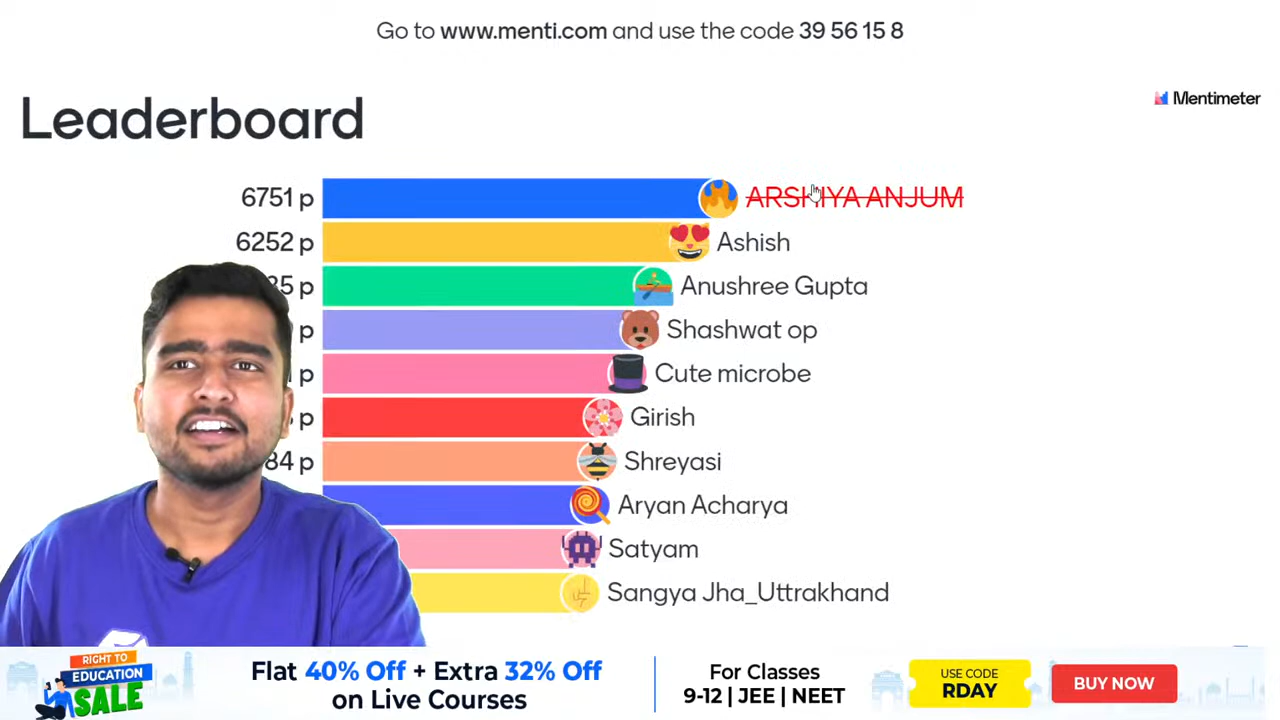 Go to www.menti.com and use the code 39 56 15 8
Mentimeter
Leaderboard
6751 p ARSHIYA ANJUM
6252 p Ashish
35 p Anushree Gupta
p Shashwat op
p Cute microbe
p Girish
84 p Shreyasi
Aryan Acharya
Satyam
Sangya Jha_Uttrakhand
RIGHT TO
EDUCATION
SALE
Flat 40% Off + Extra 32% Off
on Live Courses
For Classes
9-12 | JEE | NEET
USE CODE
RDAY
BUY NOW